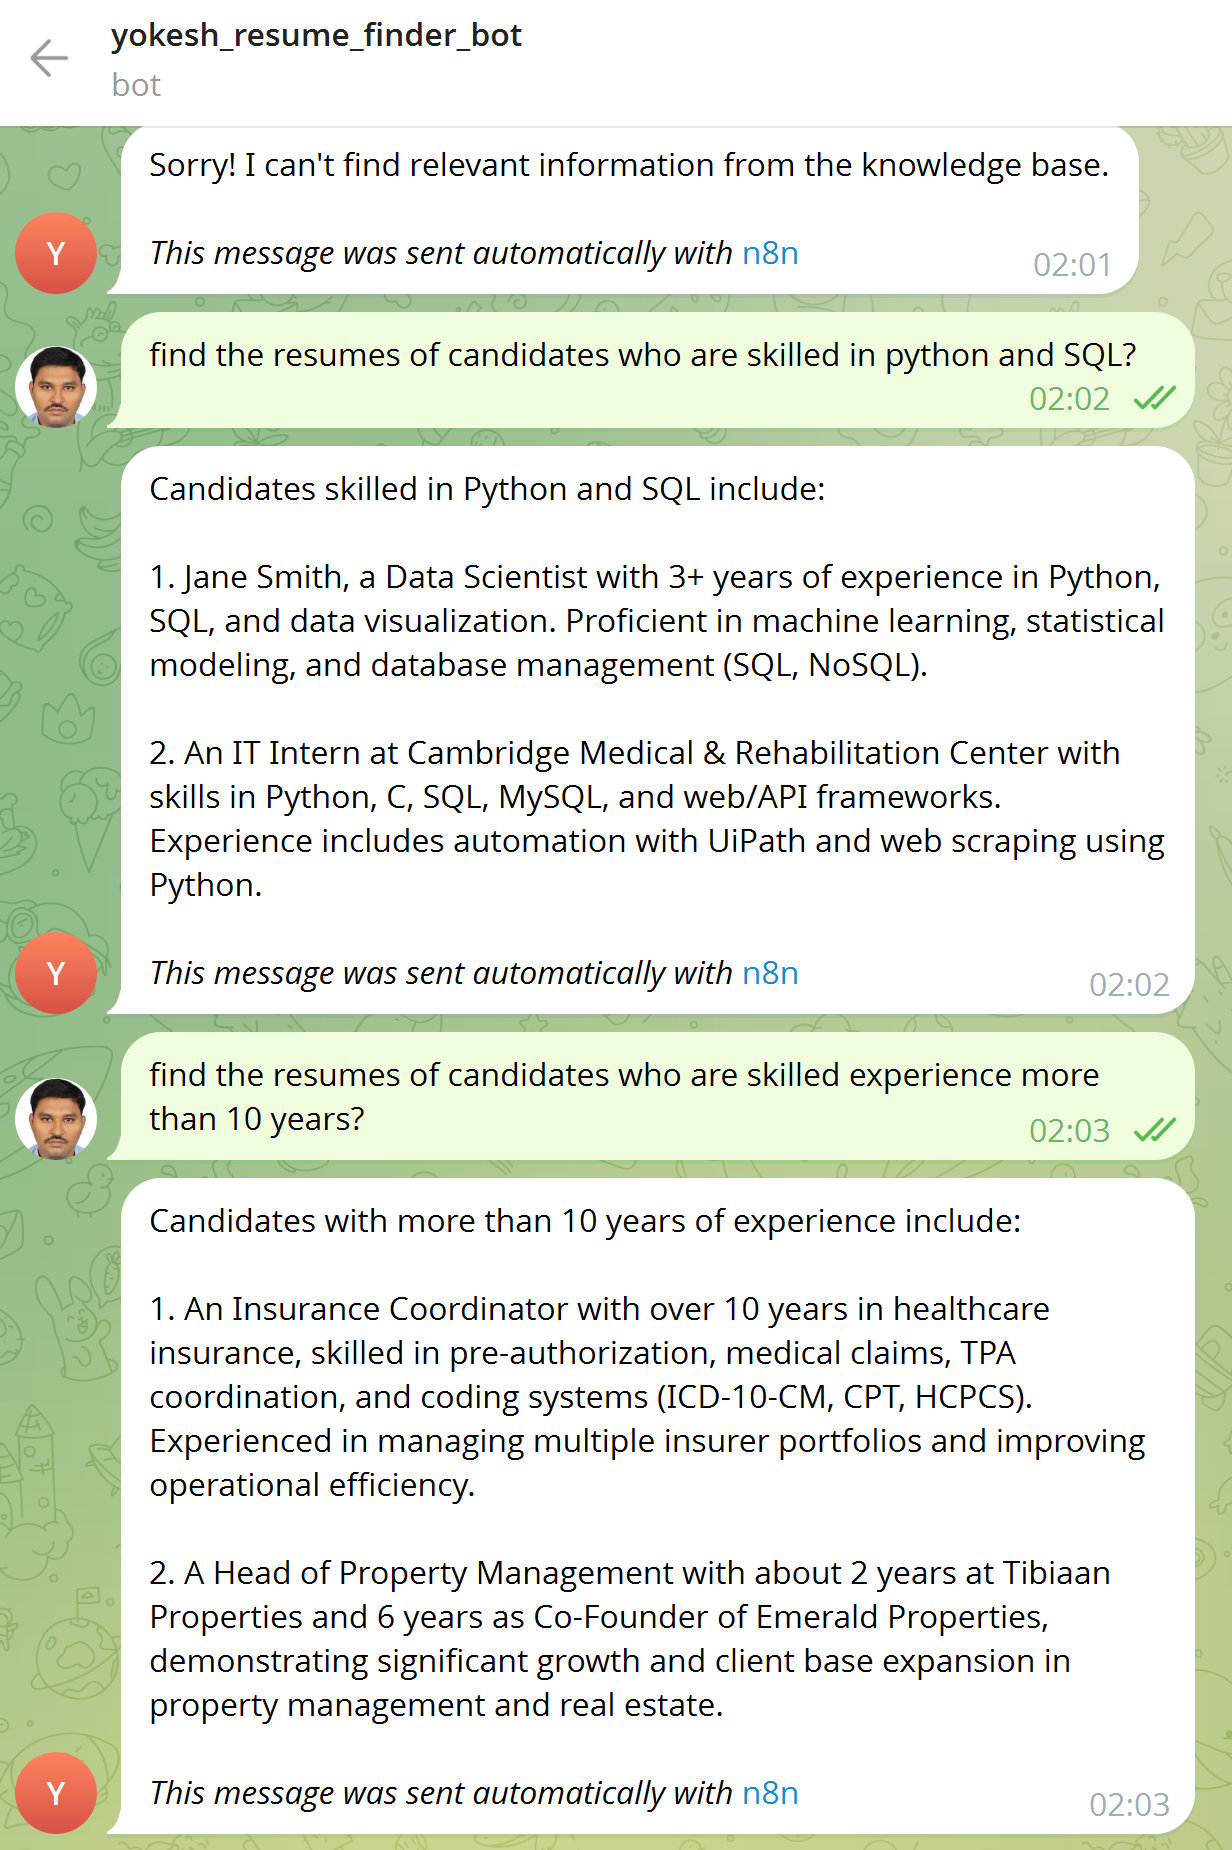 yokesh_resume_finder_bot
bot
Sorry! I can't find relevant information from the knowledge base.
This message was sent automatically with n8n
02:01
Y
find the resumes of candidates who are skilled in python and SQL?
02:02
Candidates skilled in Python and SQL include:
1. Jane Smith, a Data Scientist with 3+ years of experience in Python,
SQL, and data visualization. Proficient in machine learning, statistical
modeling, and database management (SQL, NoSQL).
2. An IT Intern at Cambridge Medical & Rehabilitation Center with
skills in Python, C, SQL, MySQL, and web/API frameworks.
Experience includes automation with UiPath and web scraping using
Python.
This message was sent automatically with n8n
02:02
Y
find the resumes of candidates who are skilled experience more
than 10 years?
02:03
Candidates with more than 10 years of experience include:
1. An Insurance Coordinator with over 10 years in healthcare
insurance, skilled in pre-authorization, medical claims, TPA
coordination, and coding systems (ICD-10-CM, CPT, HCPCS).
Experienced in managing multiple insurer portfolios and improving
operational efficiency.
2. A Head of Property Management with about 2 years at Tibiaan
Properties and 6 years as Co-Founder of Emerald Properties,
demonstrating significant growth and client base expansion in
property management and real estate.
This message was sent automatically with n8n
02:03
Y